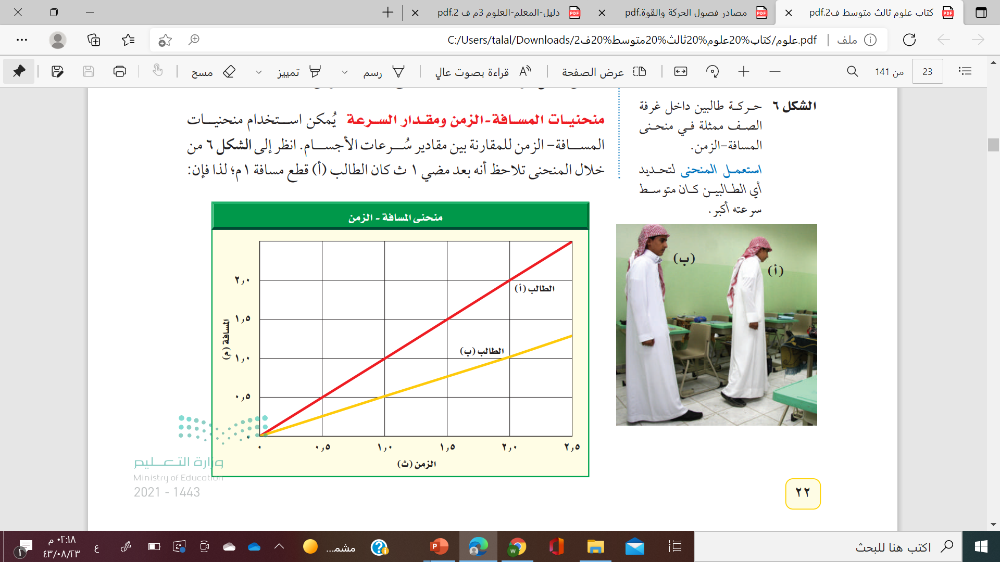 كتاب علوم ثالث متوسط ف2.pdf
مصادر فصول الحركة والقوة.pdf
دليل-المعلم-العلوم 3م ف 2.pdf
ملف
C:/Users/talal/Downloads/علوم/كتاب%20علوم%20ثالث%20متوسط%20ف2.pdf
23
من 141
عرض الصفحة
قراءة بصوت عالٍ
رسم
تمييز
مسح
الشكل ٦ حركة طالبين داخل غرفة
الصف ممثلة في منحنى
المسافة-الزمن.
استعمل المنحنى لتحديد
أي الطالبين كان متوسط
سرعته أكبر.
منحنيات المسافة-الزمن ومقدار السرعة يُمكن استخدام منحنيات
المسافة- الزمن للمقارنة بين مقادير سُرعات الأجسام. انظر إلى الشكل ٦ من
خلال المنحنى تلاحظ أنه بعد مضي ١ ث كان الطالب (أ) قطع مسافة ١ م؛ لذا فإن:
منحنى المسافة - الزمن
المسافة (م)
٢,٠
١,٥
١,٠
٠,٥
٠
الطالب (أ)
الطالب (ب)
٠ ٠,٥ ١,٠ ١,٥ ٢,٠ ٢,٥
الزمن (ث)
(ب)
(أ)
وزارة التعليم
Ministry of Education
2021 - 1443
٢٢
اكتب هنا للبحث
مشمـ...
ع
٠٢:١٨ م
٤٣/٠٨/٢٣
١